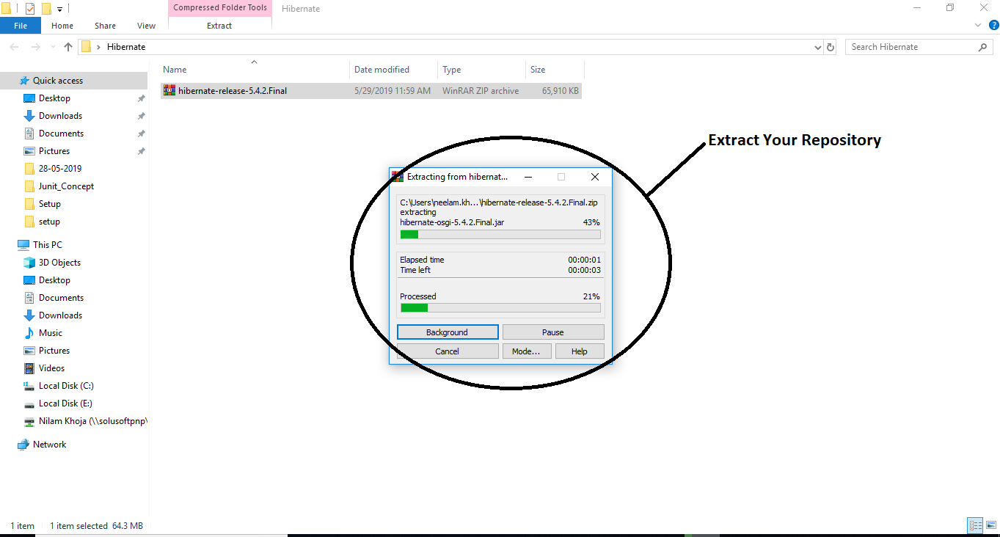 Compressed Folder Tools
Hibernate
File
Home
Share
View
Extract
Hibernate
Search Hibernate
Name
Date modified
Type
Size
hibernate-release-5.4.2.Final
5/29/2019 11:59 AM
WinRAR ZIP archive
65,910 KB
Quick access
Desktop
Downloads
Documents
Pictures
28-05-2019
Junit_Concept
Setup
setup
This PC
3D Objects
Desktop
Documents
Downloads
Music
Pictures
Videos
Local Disk (C:)
Local Disk (E:)
Nilam Khoja (\\solusoftpnp\
Network
Extract Your Repository
Extracting from hibernat...
C:\Users\neelam.kh...\hibernate-release-5.4.2.Final.zip
extracting
hibernate-osgi-5.4.2.Final.jar
43%
Elapsed time
00:00:01
Time left
00:00:03
Processed
21%
Background
Pause
Cancel
Mode...
Help
1 item
1 item selected 64.3 MB